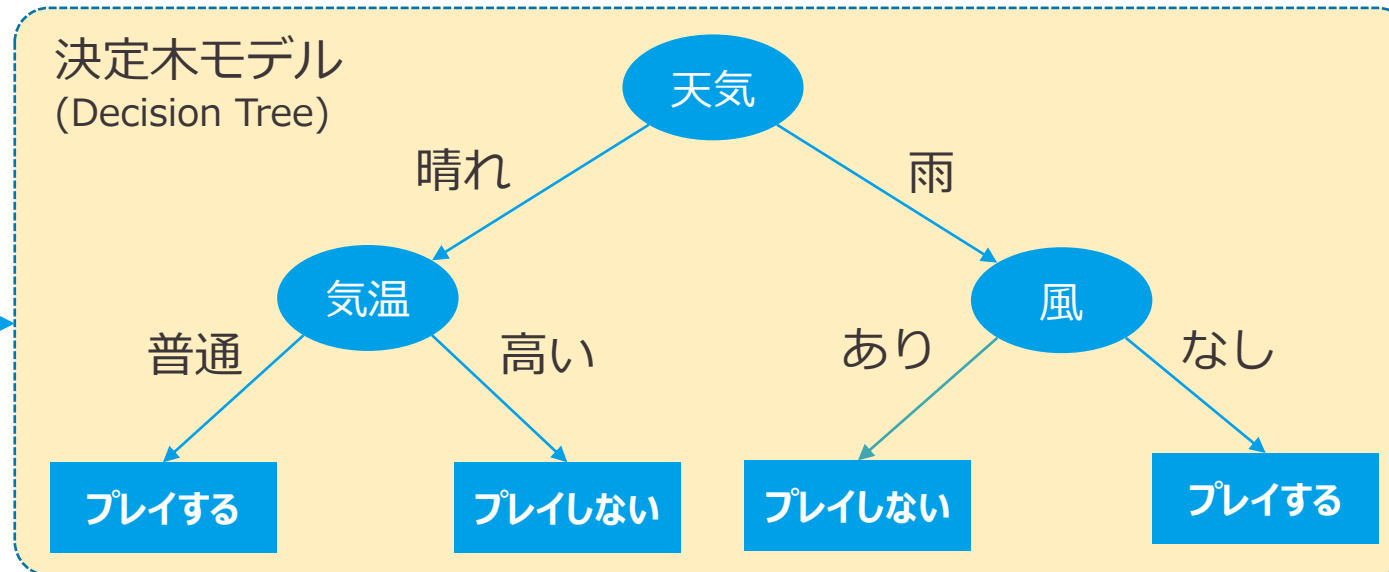 決定木モデル
(Decision Tree)
天気
晴れ
雨
気温
風
普通
高い
あり
なし
プレイする
プレイしない
プレイしない
プレイする